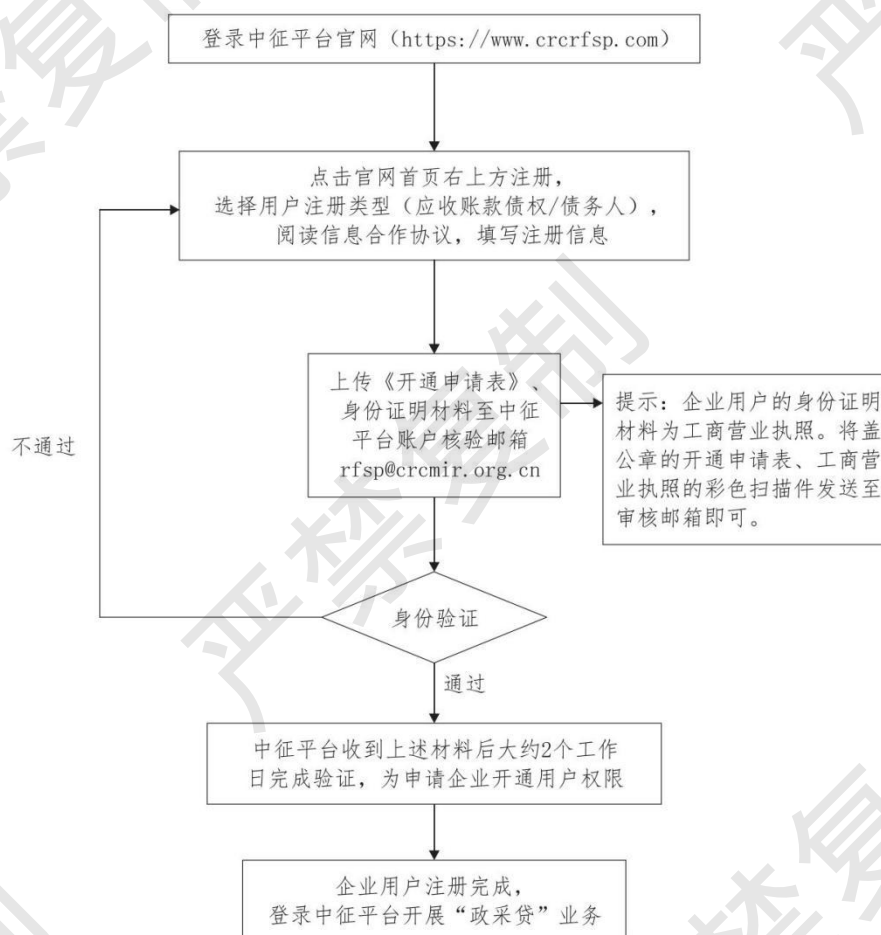 登录中征平台官网（https://www.crcrfsp.com）
点击官网首页右上方注册，
选择用户注册类型（应收账款债权/债务人），
阅读信息合作协议，填写注册信息
上传《开通申请表》、
身份证明材料至中征
平台账户核验邮箱
rfsp@crcmir.org.cn
提示：企业用户的身份证明
材料为工商营业执照。将盖
公章的开通申请表、工商营
业执照的彩色扫描件发送至
审核邮箱即可。
不通过
身份验证
通过
中征平台收到上述材料后大约2个工作
日完成验证，为申请企业开通用户权限
企业用户注册完成，
登录中征平台开展“政采贷”业务
严禁复制